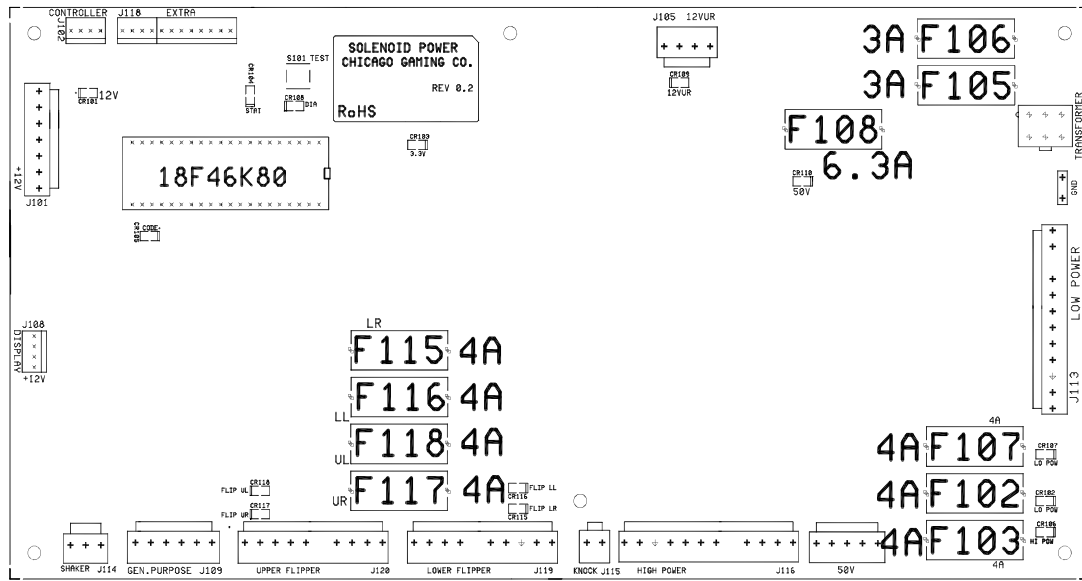 CONTROLLER
J102
J118 EXTRA
S101 TEST
CR104
STAT
CR108
DIA
SOLENOID POWER
CHICAGO GAMING CO.
REV 0.2
RoHS
J105 12VUR
CR109
12VUR
3A F106
3A F105
TRANSFORMER
CR101
12V
+12V
J101
18F46K80
CR103
3.3V
F108
6.3A
CR110
50V
GND
CR105
CODE
LOW POWER
J113
J108
DISPLAY
+12V
LR
F115 4A
F116 4A
LL
F118 4A
UL
F117 4A
UR
4A
4A F107
CR107
LO POW
4A F102
CR102
LO POW
4A F103
CR106
HI POW
4A
FLIP UL
CR118
FLIP UR
CR117
FLIP LL
CR116
FLIP LR
CR115
SHAKER J114
GEN.PURPOSE J109
UPPER FLIPPER J120
LOWER FLIPPER J119
KNOCK J115
HIGH POWER J116
50V